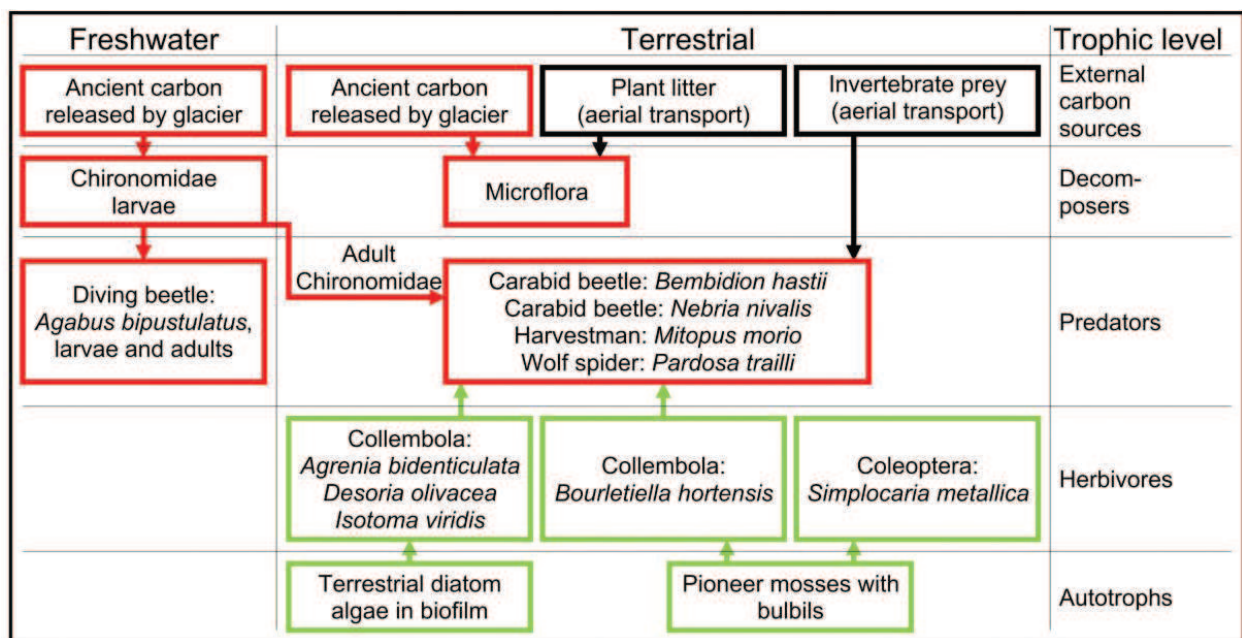 Freshwater
Terrestrial
Trophic level
Ancient carbon
released by glacier
Ancient carbon
released by glacier
Plant litter
(aerial transport)
Invertebrate prey
(aerial transport)
External
carbon
sources
Chironomidae
larvae
Microflora
Decom-
posers
Adult
Chironomidae
Diving beetle:
Agabus bipustulatus,
larvae and adults
Carabid beetle: Bembidion hastii
Carabid beetle: Nebria nivalis
Harvestman: Mitopus morio
Wolf spider: Pardosa trailli
Predators
Collembola:
Agrenia bidenticulata
Desoria olivacea
Isotoma viridis
Collembola:
Bourletiella hortensis
Coleoptera:
Simplocaria metallica
Herbivores
Terrestrial diatom
algae in biofilm
Pioneer mosses with
bulbils
Autotrophs